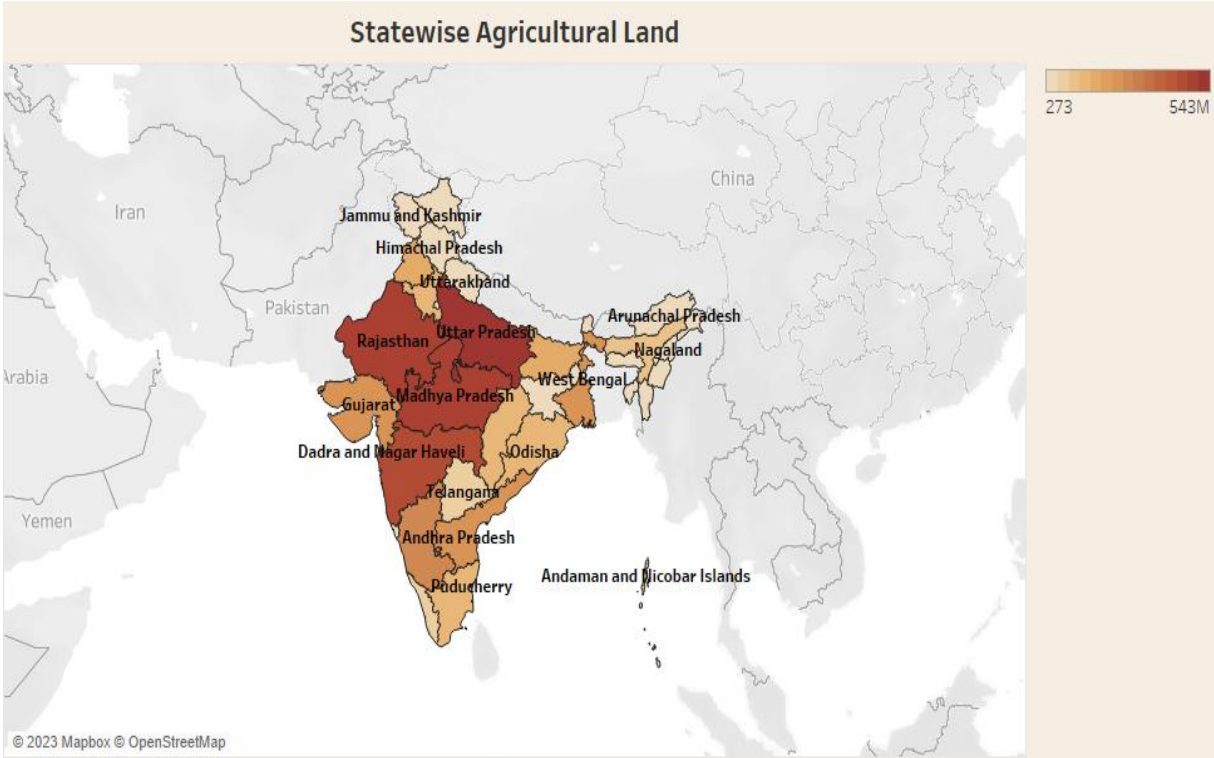 Statewise Agricultural Land
273 543M
China
Iran
Jammu and Kashmir
Himachal Pradesh
Uttarakhand
Pakistan
Arunachal Pradesh
Uttar Pradesh
Rajasthan
Nagaland
Arabia
West Bengal
Madhya Pradesh
Gujarat
Dadra and Nagar Haveli
Odisha
Telangana
Yemen
Andhra Pradesh
Andaman and Nicobar Islands
Puducherry
© 2023 Mapbox © OpenStreetMap